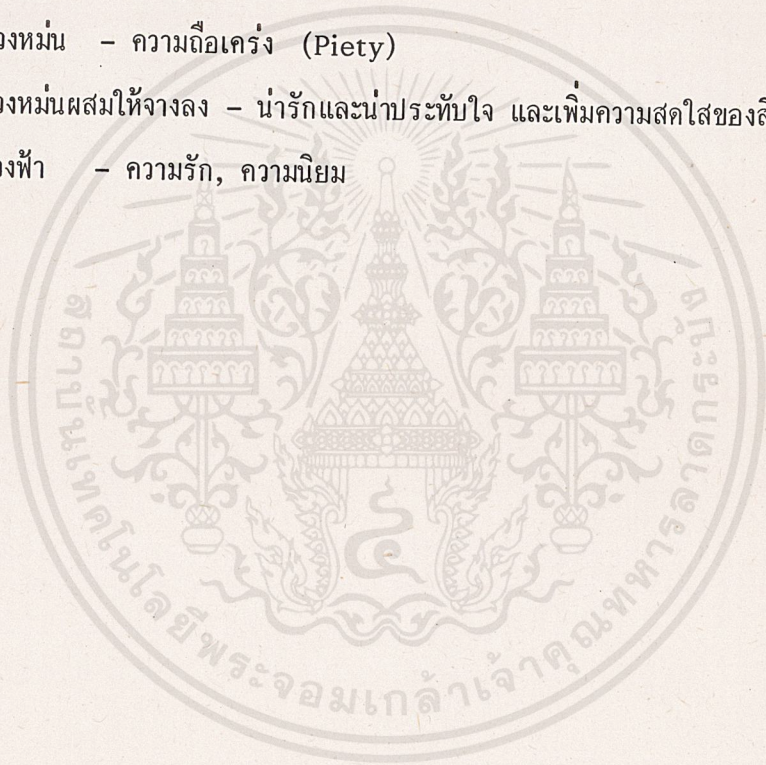 วงหม่น – ความถือเคร่ง (Piety)
วงหม่นผสมให้จางลง – น่ารักและน่าประทับใจ และเพิ่มความสดใสของสี
วงฟ้า – ความรัก, ความนิยม
สถาบันเทคโนโลยีพระจอมเกล้าเจ้าคุณทหารลาดกระบัง